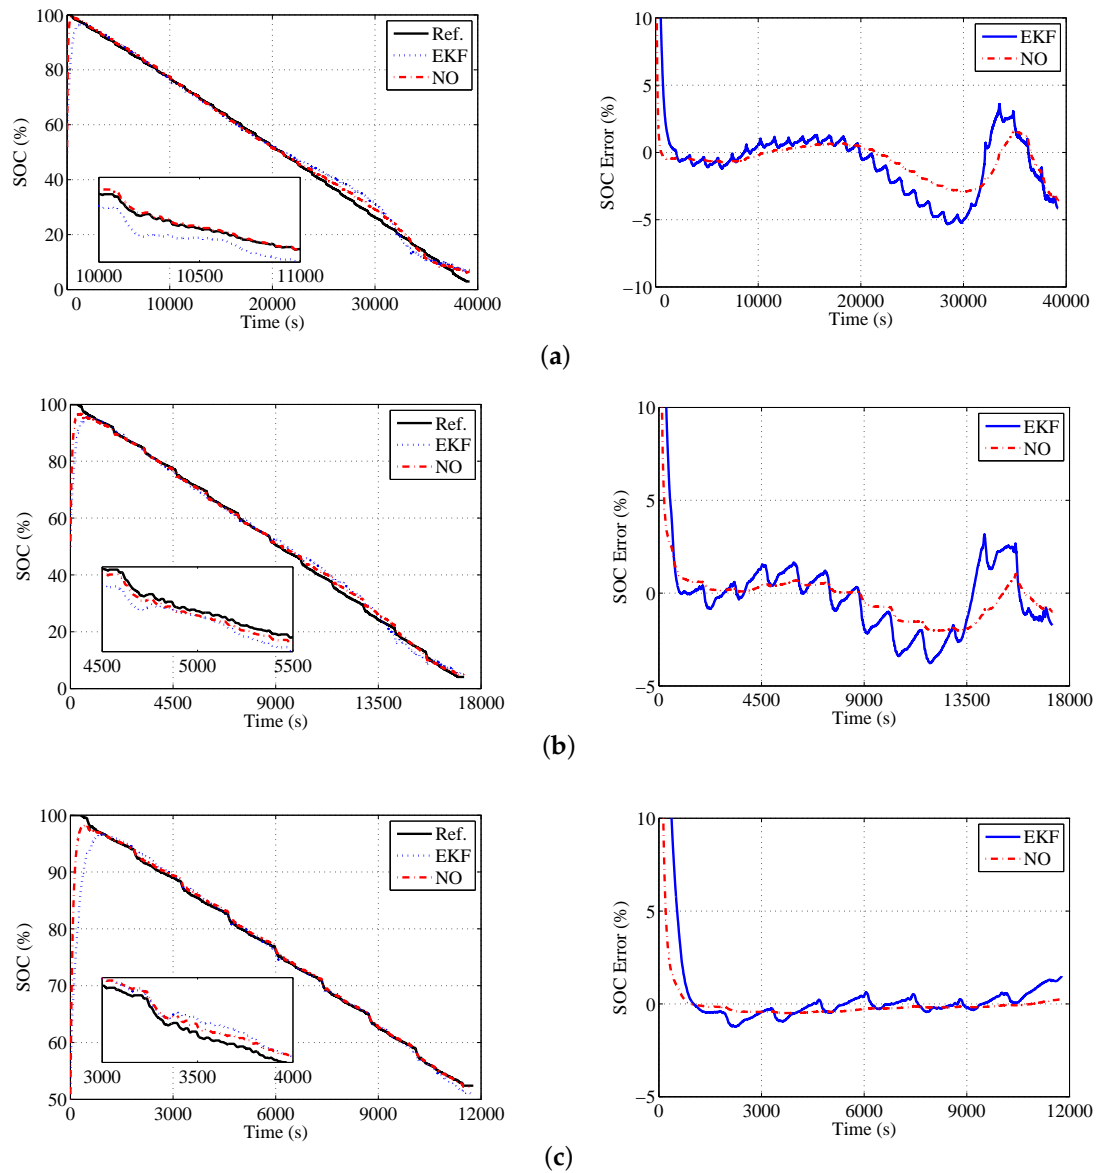 100
80
60
40
20
0
SOC (%)
Ref.
EKF
NO
10000 10500 11000
0 10000 20000 30000 40000
Time (s)
10
5
0
−5
−10
SOC Error (%)
EKF
NO
0 10000 20000 30000 40000
Time (s)
(a)
100
80
60
40
20
0
SOC (%)
Ref.
EKF
NO
4500 5000 5500
0 4500 9000 13500 18000
Time (s)
10
5
0
−5
SOC Error (%)
EKF
NO
0 4500 9000 13500 18000
Time (s)
(b)
100
90
80
70
60
50
SOC (%)
Ref.
EKF
NO
3000 3500 4000
0 3000 6000 9000 12000
Time (s)
10
5
0
−5
SOC Error (%)
EKF
NO
0 3000 6000 9000 12000
Time (s)
(c)